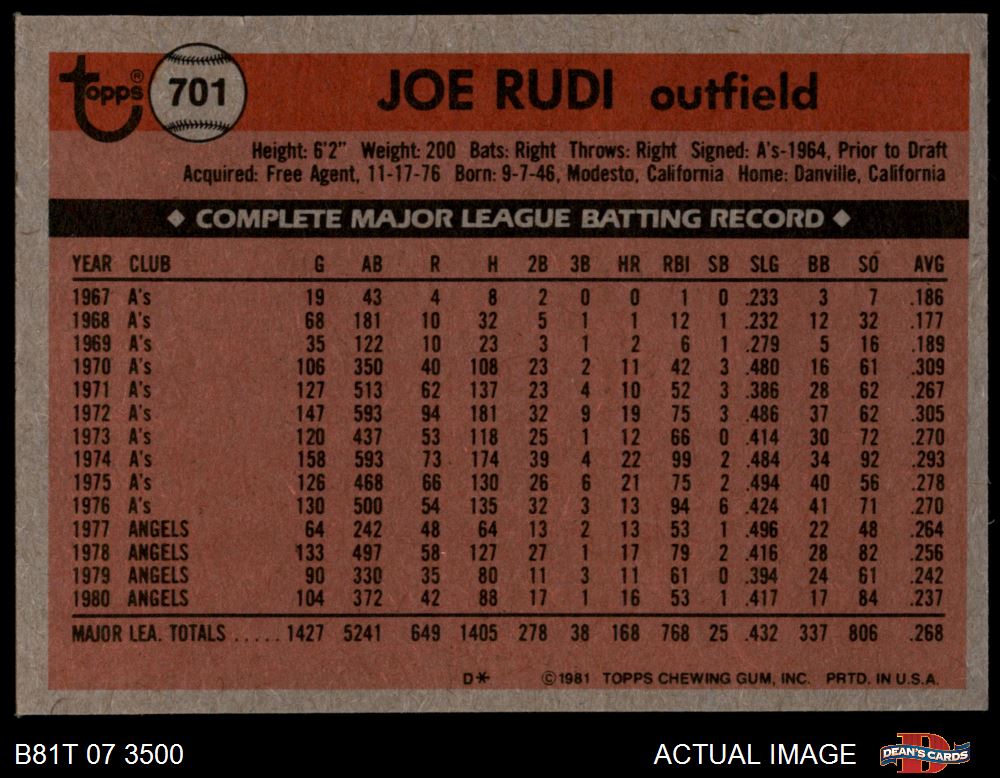 topps® 701 JOE RUDI outfield
Height: 6'2" Weight: 200 Bats: Right Throws: Right Signed: A's-1964, Prior to Draft
Acquired: Free Agent, 11-17-76 Born: 9-7-46, Modesto, California Home: Danville, California
◆ COMPLETE MAJOR LEAGUE BATTING RECORD ◆
YEAR CLUB G AB R H 2B 3B HR RBI SB SLG BB SO AVG
1967 A's 19 43 4 8 2 0 0 1 0 .233 3 7 .186
1968 A's 68 181 10 32 5 1 1 12 1 .232 12 32 .177
1969 A's 35 122 10 23 3 1 2 6 1 .279 5 16 .189
1970 A's 106 350 40 108 23 2 11 42 3 .480 16 61 .309
1971 A's 127 513 62 137 23 4 10 52 3 .386 28 62 .267
1972 A's 147 593 94 181 32 9 19 75 3 .486 37 62 .305
1973 A's 120 437 53 118 25 1 12 66 0 .414 30 72 .270
1974 A's 158 593 73 174 39 4 22 99 2 .484 34 92 .293
1975 A's 126 468 66 130 26 6 21 75 2 .494 40 56 .278
1976 A's 130 500 54 135 32 3 13 94 6 .424 41 71 .270
1977 ANGELS 64 242 48 64 13 2 13 53 1 .496 22 48 .264
1978 ANGELS 133 497 58 127 27 1 17 79 2 .416 28 82 .256
1979 ANGELS 90 330 35 80 11 3 11 61 0 .394 24 61 .242
1980 ANGELS 104 372 42 88 17 1 16 53 1 .417 17 84 .237
MAJOR LEA. TOTALS ..... 1427 5241 649 1405 278 38 168 768 25 .432 337 806 .268
D* ©1981 TOPPS CHEWING GUM, INC. PRTD. IN U.S.A.
B81T 07 3500 ACTUAL IMAGE DEAN'S CARDS